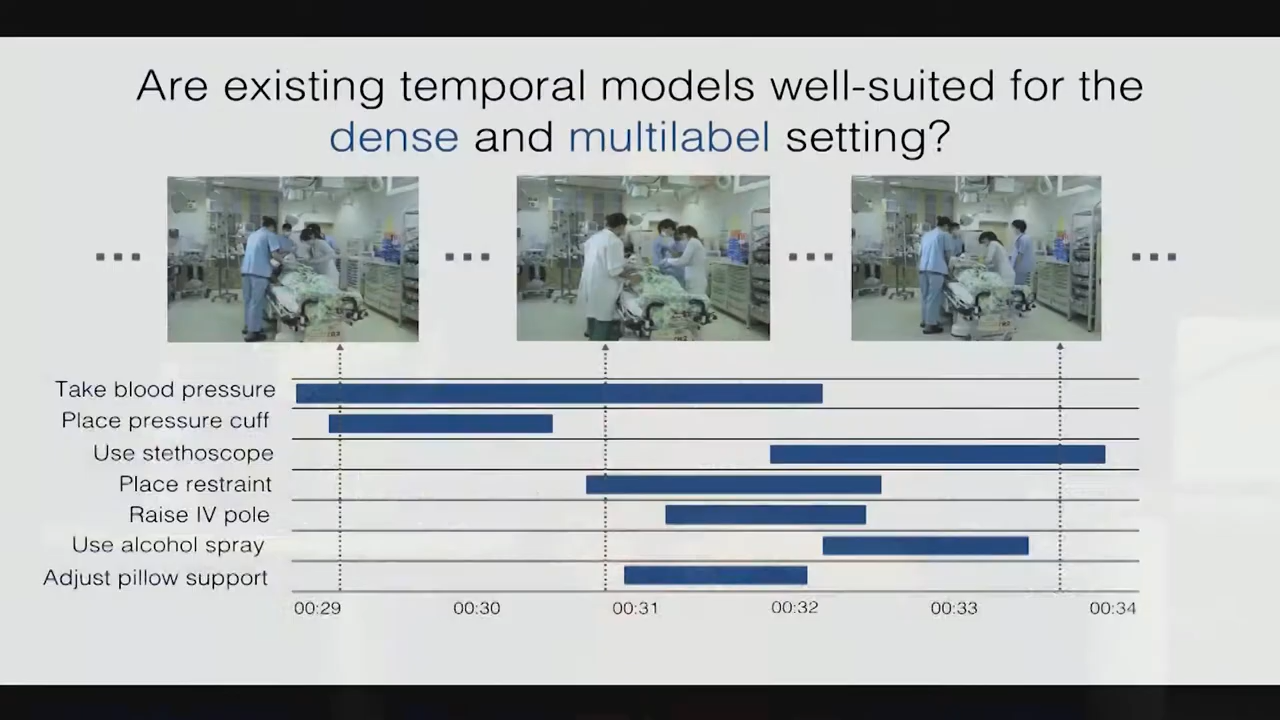 Are existing temporal models well-suited for the
dense and multilabel setting?
Take blood pressure
Place pressure cuff
Use stethoscope
Place restraint
Raise IV pole
Use alcohol spray
Adjust pillow support
00:29 00:30 00:31 00:32 00:33 00:34